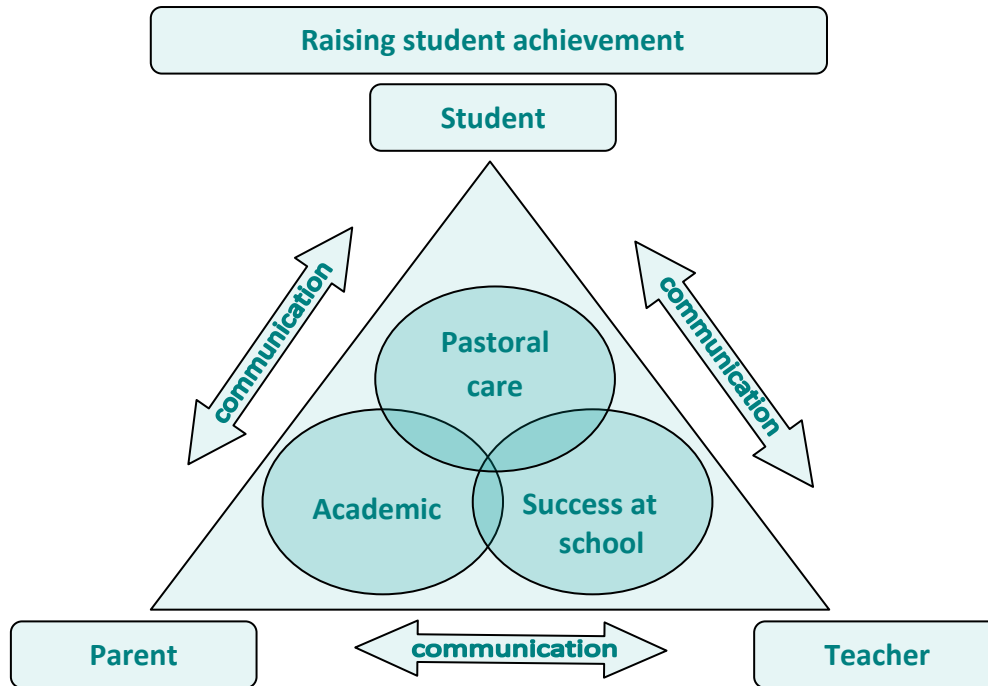 Raising student achievement
Student
communication
communication
Pastoral
care
Academic
Success at
school
Parent
communication
Teacher